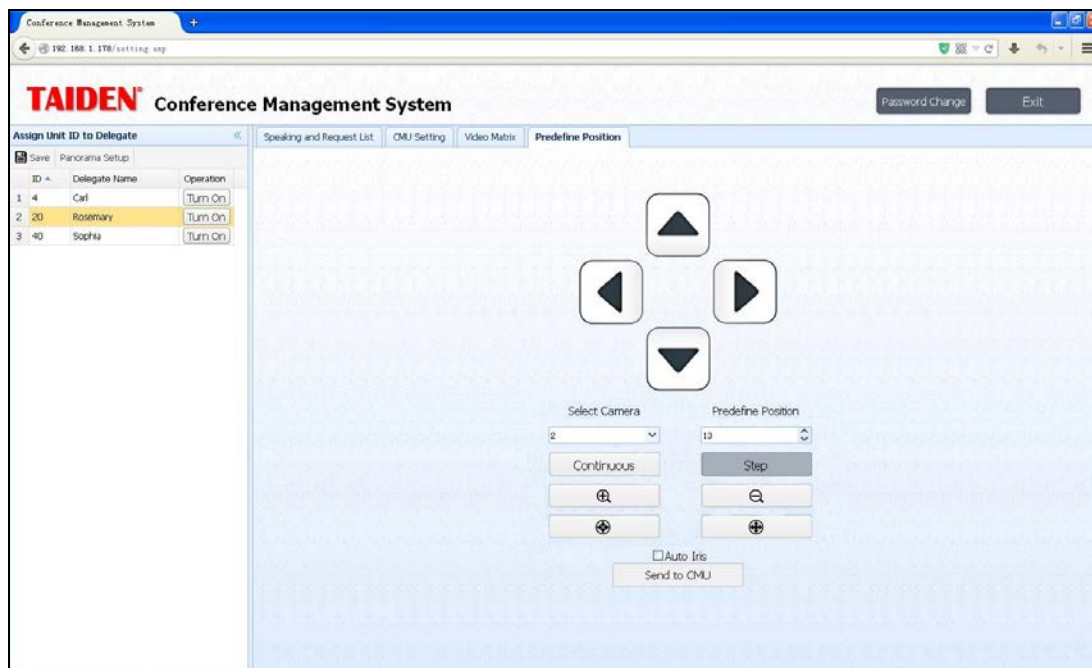 Conference Management System
192.168.1.178/setting.asp
TAIDEN® Conference Management System
Password Change
Exit
Assign Unit ID to Delegate
Speaking and Request List
CMU Setting
Video Matrix
Predefine Position
Save
Panorama Setup
ID
Delegate Name
Operation
1 4 Carl Turn On
2 20 Rosemary Turn On
3 40 Sophia Turn On
Select Camera
Predefine Position
2
13
Continuous
Step
Auto Iris
Send to CMU